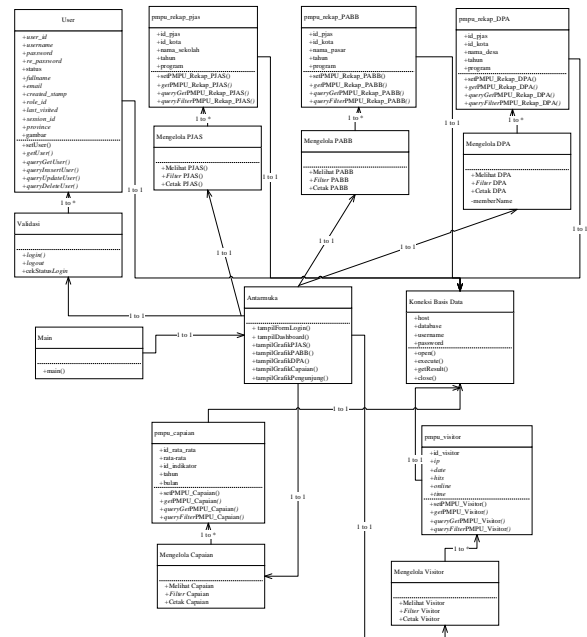 User
+user_id
+username
+password
+re_password
+status
+fullname
+email
+created_stamp
+role_id
+last_visited
+session_id
+province
+gambar
+setUser()
+getUser()
+queryGetUser()
+queryInsertUser()
+queryUpdateUser()
+queryDeleteUser()
1 to *
Validasi
+login()
+logout
+cekStatusLogin
pmpu_rekap_pjas
+id_pjas
+id_kota
+nama_sekolah
+tahun
+program
+setPMPU_Rekap_PJAS()
+getPMPU_Rekap_PJAS()
+queryGetPMPU_Rekap_PJAS()
+queryFilterPMPU_Rekap_PJAS()
1 to *
Mengelola PJAS
+Melihat PJAS()
+Filter PJAS()
+Cetak PJAS()
pmpu_rekap_PABB
+id_pjas
+id_kota
+nama_pasar
+tahun
+program
+setPMPU_Rekap_PABB()
+getPMPU_Rekap_PABB()
+queryGetPMPU_Rekap_PABB()
+queryFilterPMPU_Rekap_PABB()
1 to *
Mengelola PABB
+Melihat PABB
+Filter PABB
+Cetak PABB
pmpu_rekap_DPA
+id_pjas
+id_kota
+nama_desa
+tahun
+program
+setPMPU_Rekap_DPA()
+getPMPU_Rekap_DPA()
+queryGetPMPU_Rekap_DPA()
+queryFilterPMPU_Rekap_DPA()
1 to *
Mengelola DPA
+Melihat DPA
+Filter DPA
+Cetak DPA
-memberName
1 to 1
1 to 1
1 to 1
1 to 1
1 to 1
1 to 1
1 to 1
1 to 1
Main
+main()
1 to 1
Antarmuka
+ tampilFormLogin()
+ tampilDashboard()
+tampilGrafikPJAS()
+tampilGrafikPABB()
+tampilGrafikDPA()
+tampilGrafikCapaian()
+tampilGrafikPengunjung()
Koneksi Basis Data
+host
+database
+username
+password
+open()
+execute()
+getResult()
+close()
1 to 1
pmpu_capaian
+id_rata_rata
+rata-rata
+id_indikator
+tahun
+bulan
+setPMPU_Capaian()
+getPMPU_Capaian()
+queryGetPMPU_Capaian()
+queryFilterPMPU_Capaian()
1 to *
Mengelola Capaian
+Melihat Capaian
+Filter Capaian
+Cetak Capaian
1 to 1
1 to 1
pmpu_visitor
+id_visitor
+ip
+date
+hits
+online
+time
+setPMPU_Visitor()
+getPMPU_Visitor()
+queryGetPMPU_Visitor()
+queryFilterPMPU_Visitor()
1 to *
Mengelola Visitor
+Melihat Visitor
+Filter Visitor
+Cetak Visitor